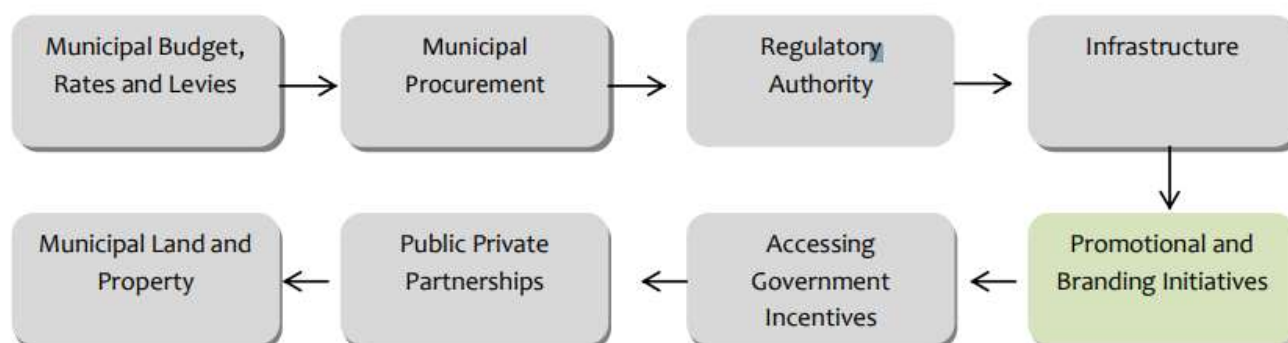 Municipal Budget,
Rates and Levies
Municipal
Procurement
Regulatory
Authority
Infrastructure
Promotional and
Branding Initiatives
Accessing
Government
Incentives
Public Private
Partnerships
Municipal Land and
Property